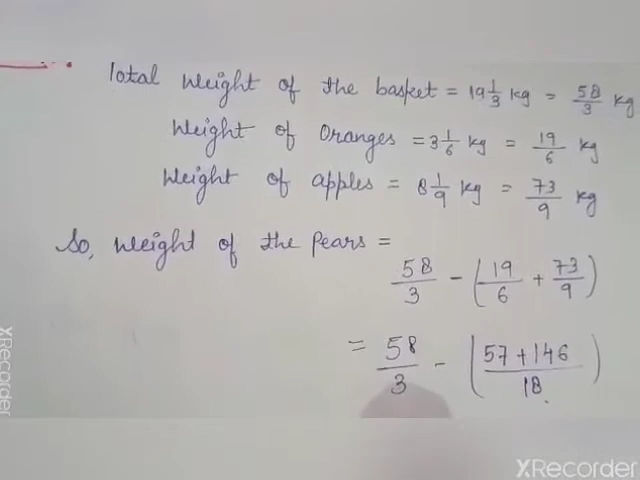 Total weight of the basket = 19 1/3 kg = 58/3 kg
Weight of Oranges = 3 1/6 kg = 19/6 kg
Weight of apples = 8 1/9 kg = 73/9 kg
So, weight of the Pears =
58/3 - (19/6 + 73/9)
= 58/3 - (57+146/18)
XRecorder
XRecorder